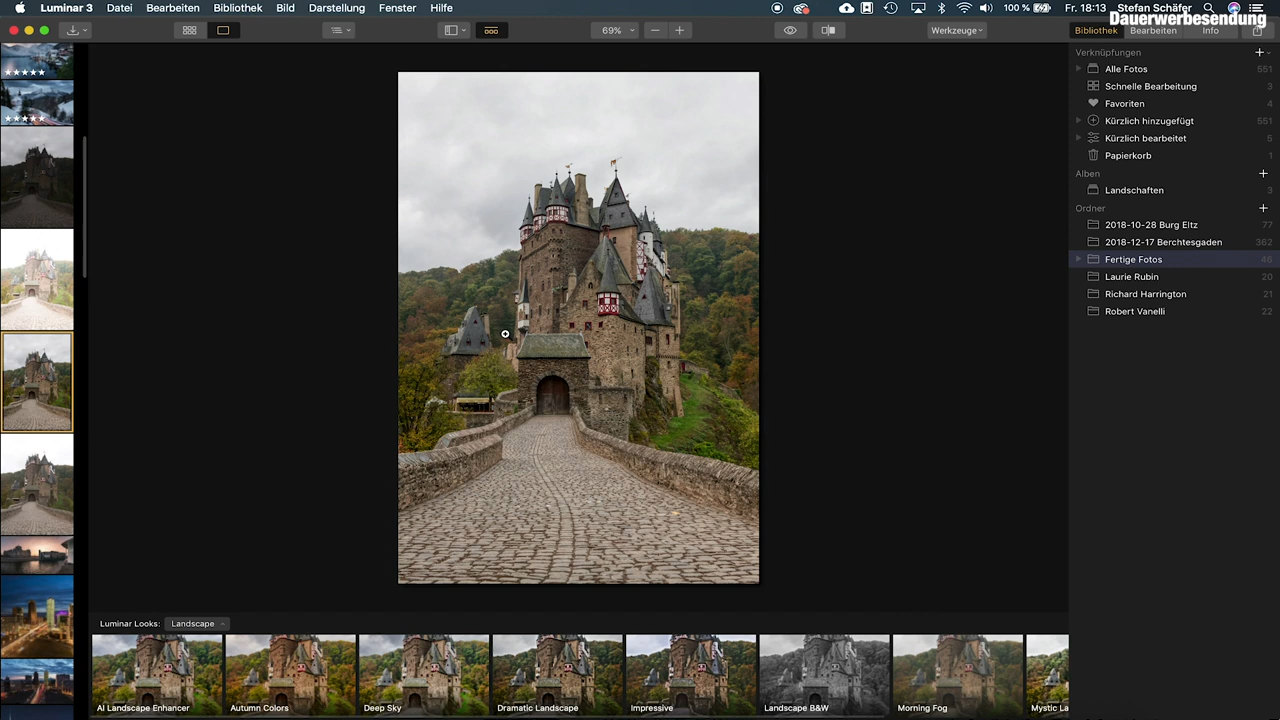 Luminar 3 Datei Bearbeiten Bibliothek Bild Darstellung Fenster Hilfe 100 % Fr. 18:13 Stefan Schäfer
Dauerwerbesendung
69% Werkzeuge Bibliothek Bearbeiten Info
Verknüpfungen
Alle Fotos 551
Schnelle Bearbeitung 3
Favoriten 4
Kürzlich hinzugefügt 551
Kürzlich bearbeitet 5
Papierkorb 1
Alben
Landschaften 3
Ordner
2018-10-28 Burg Eltz 77
2018-12-17 Berchtesgaden 362
Fertige Fotos 46
Laurie Rubin 20
Richard Harrington 21
Robert Vanelli 22
Luminar Looks: Landscape
AI Landscape Enhancer Autumn Colors Deep Sky Dramatic Landscape Impressive Landscape B&W Morning Fog Mystic La